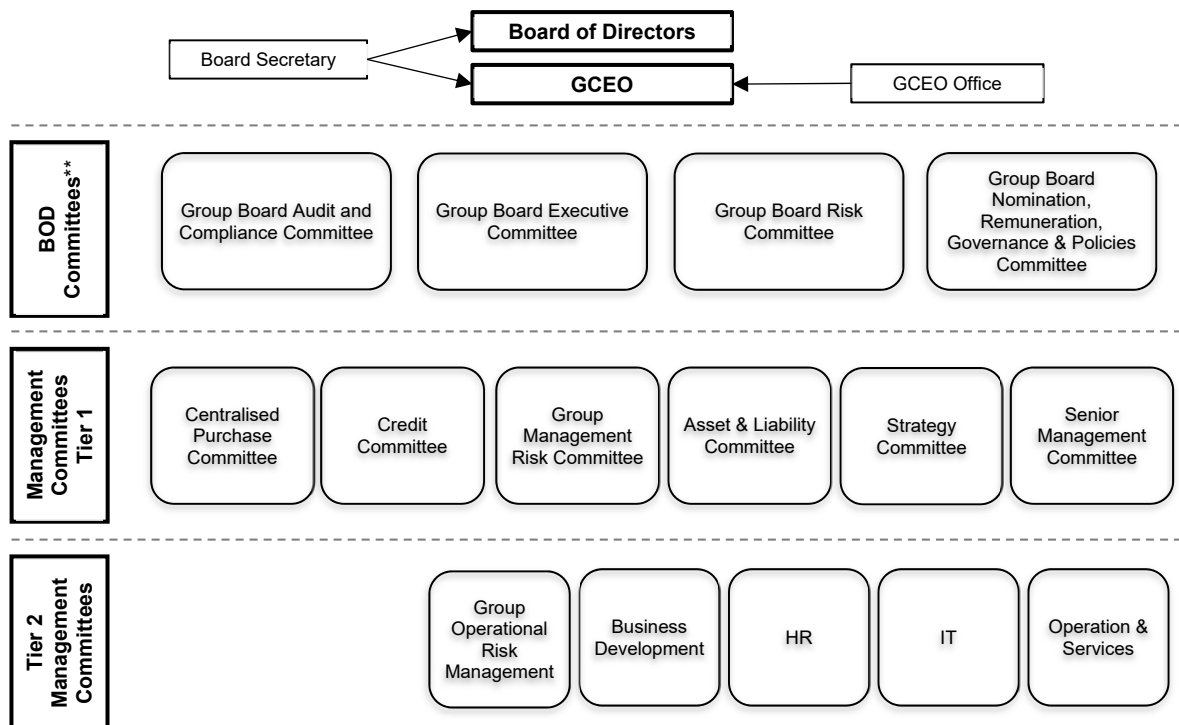 Board of Directors
Board Secretary
GCEO
GCEO Office
BOD
Committees**
Group Board Audit and
Compliance Committee
Group Board Executive
Committee
Group Board Risk
Committee
Group Board
Nomination,
Remuneration,
Governance & Policies
Committee
Management
Committees
Tier 1
Centralised
Purchase
Committee
Credit
Committee
Group
Management
Risk Committee
Asset & Liability
Committee
Strategy
Committee
Senior
Management
Committee
Tier 2
Management
Committees
Group
Operational
Risk
Management
Business
Development
HR
IT
Operation &
Services